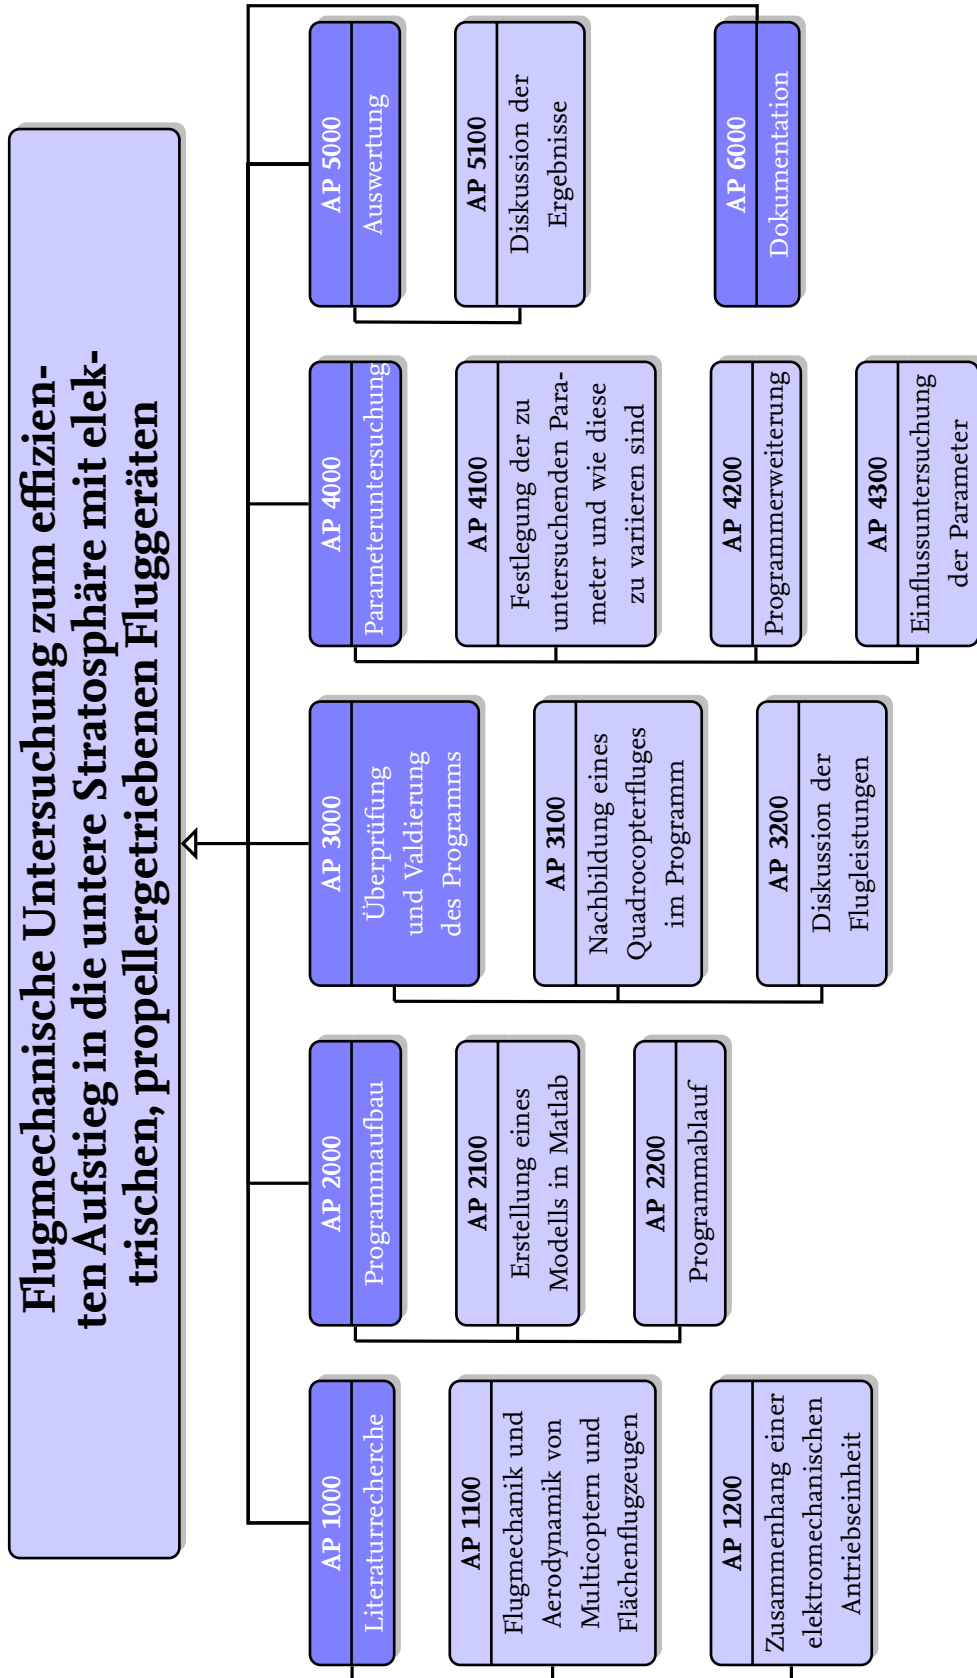 Flugmechanische Untersuchung zum effizien-
ten Aufstieg in die untere Stratosphäre mit elek-
trischen, propellergetriebenen Fluggeräten
AP 1000
Literaturrecherche
AP 1100
Flugmechanik und
Aerodynamik von
Multicoptern und
Flächenflugzeugen
AP 1200
Zusammenhang einer
elektromechanischen
Antriebseinheit
AP 2000
Programmaufbau
AP 2100
Erstellung eines
Modells in Matlab
AP 2200
Programmablauf
AP 3000
Überprüfung
und Valdierung
des Programms
AP 3100
Nachbildung eines
Quadrocopterfluges
im Programm
AP 3200
Diskussion der
Flugleistungen
AP 4000
Parameteruntersuchung
AP 4100
Festlegung der zu
untersuchenden Para-
meter und wie diese
zu variieren sind
AP 4200
Programmerweiterung
AP 4300
Einflussuntersuchung
der Parameter
AP 5000
Auswertung
AP 5100
Diskussion der
Ergebnisse
AP 6000
Dokumentation